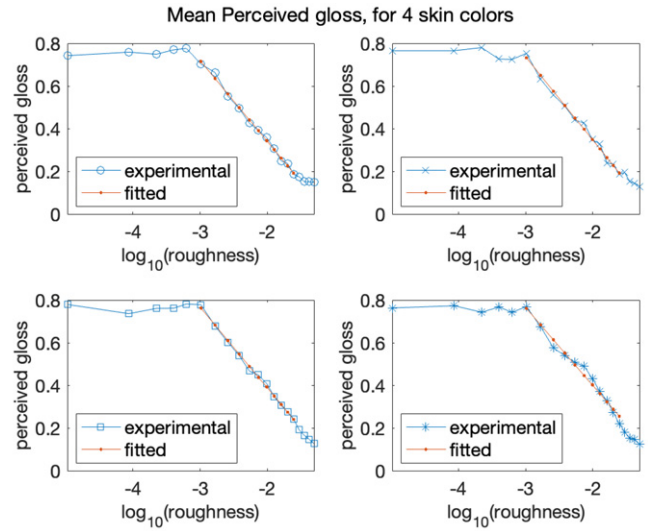 Mean Perceived gloss, for 4 skin colors
0.8
0.6
0.4
0.2
0
perceived gloss
experimental
fitted
-4 -3 -2
log10(roughness)
0.8
0.6
0.4
0.2
0
perceived gloss
experimental
fitted
-4 -3 -2
log10(roughness)
0.8
0.6
0.4
0.2
0
perceived gloss
experimental
fitted
-4 -3 -2
log10(roughness)
0.8
0.6
0.4
0.2
0
perceived gloss
experimental
fitted
-4 -3 -2
log10(roughness)